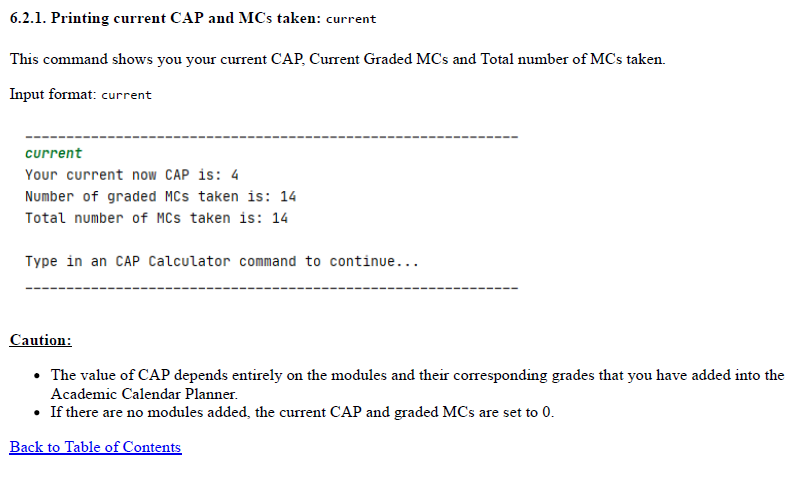 6.2.1. Printing current CAP and MCs taken: current
This command shows you your current CAP, Current Graded MCs and Total number of MCs taken.
Input format: current
------------------------------------------------------------
current
Your current now CAP is: 4
Number of graded MCs taken is: 14
Total number of MCs taken is: 14
Type in an CAP Calculator command to continue...
------------------------------------------------------------
Caution:
• The value of CAP depends entirely on the modules and their corresponding grades that you have added into the
Academic Calendar Planner.
• If there are no modules added, the current CAP and graded MCs are set to 0.
Back to Table of Contents